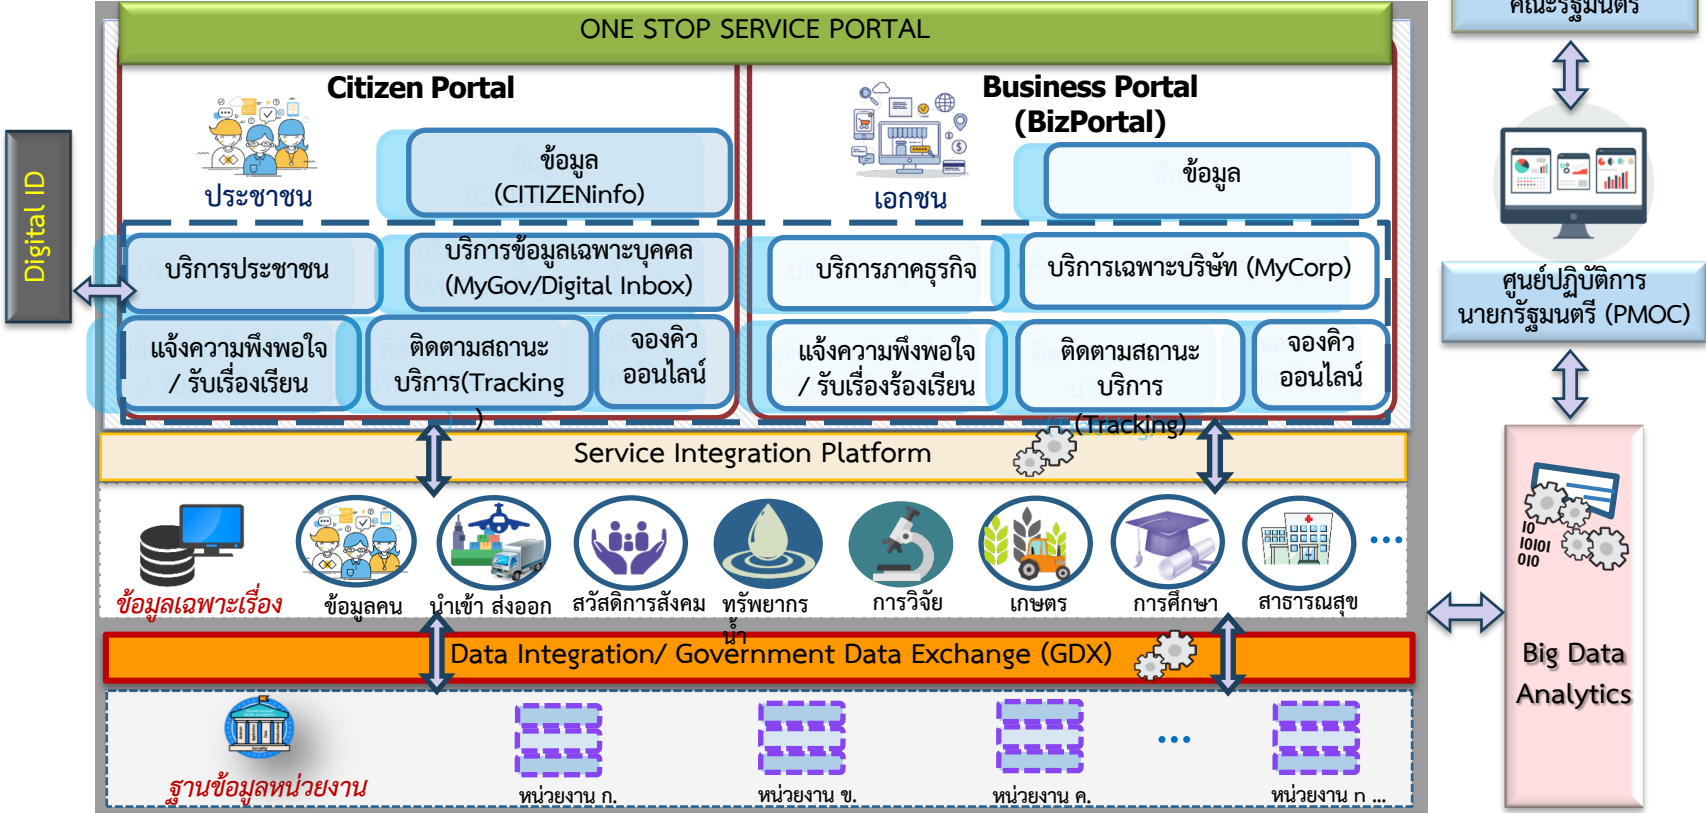 ONE STOP SERVICE PORTAL
คณะรัฐมนตรี
Citizen Portal
Business Portal
(BizPortal)
ประชาชน
ข้อมูล
(CITIZENinfo)
เอกชน
ข้อมูล
Digital ID
บริการประชาชน
บริการข้อมูลเฉพาะบุคคล
(MyGov/Digital Inbox)
บริการภาคธุรกิจ
บริการเฉพาะบริษัท (MyCorp)
ศูนย์ปฏิบัติการ
นายกรัฐมนตรี (PMOC)
แจ้งความพึงพอใจ
/ รับเรื่องเรียน
ติดตามสถานะ
บริการ(Tracking
)
จองคิว
ออนไลน์
แจ้งความพึงพอใจ
/ รับเรื่องร้องเรียน
ติดตามสถานะ
บริการ
(Tracking)
จองคิว
ออนไลน์
Service Integration Platform
ข้อมูลเฉพาะเรื่อง
ข้อมูลคน
นำเข้า ส่งออก
สวัสดิการสังคม
ทรัพยากร
น้ำ
การวิจัย
เกษตร
การศึกษา
สาธารณสุข
...
Data Integration/ Government Data Exchange (GDX)
IO
IOIOI
OIO
Big Data
Analytics
ฐานข้อมูลหน่วยงาน
หน่วยงาน ก.
หน่วยงาน ข.
หน่วยงาน ค.
...
หน่วยงาน n ...